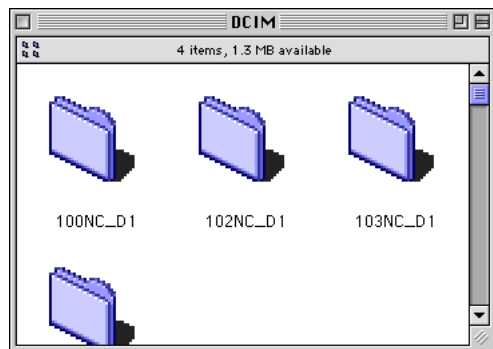 DCIM
4 items, 1.3 MB available
100NC_D1
102NC_D1
103NC_D1